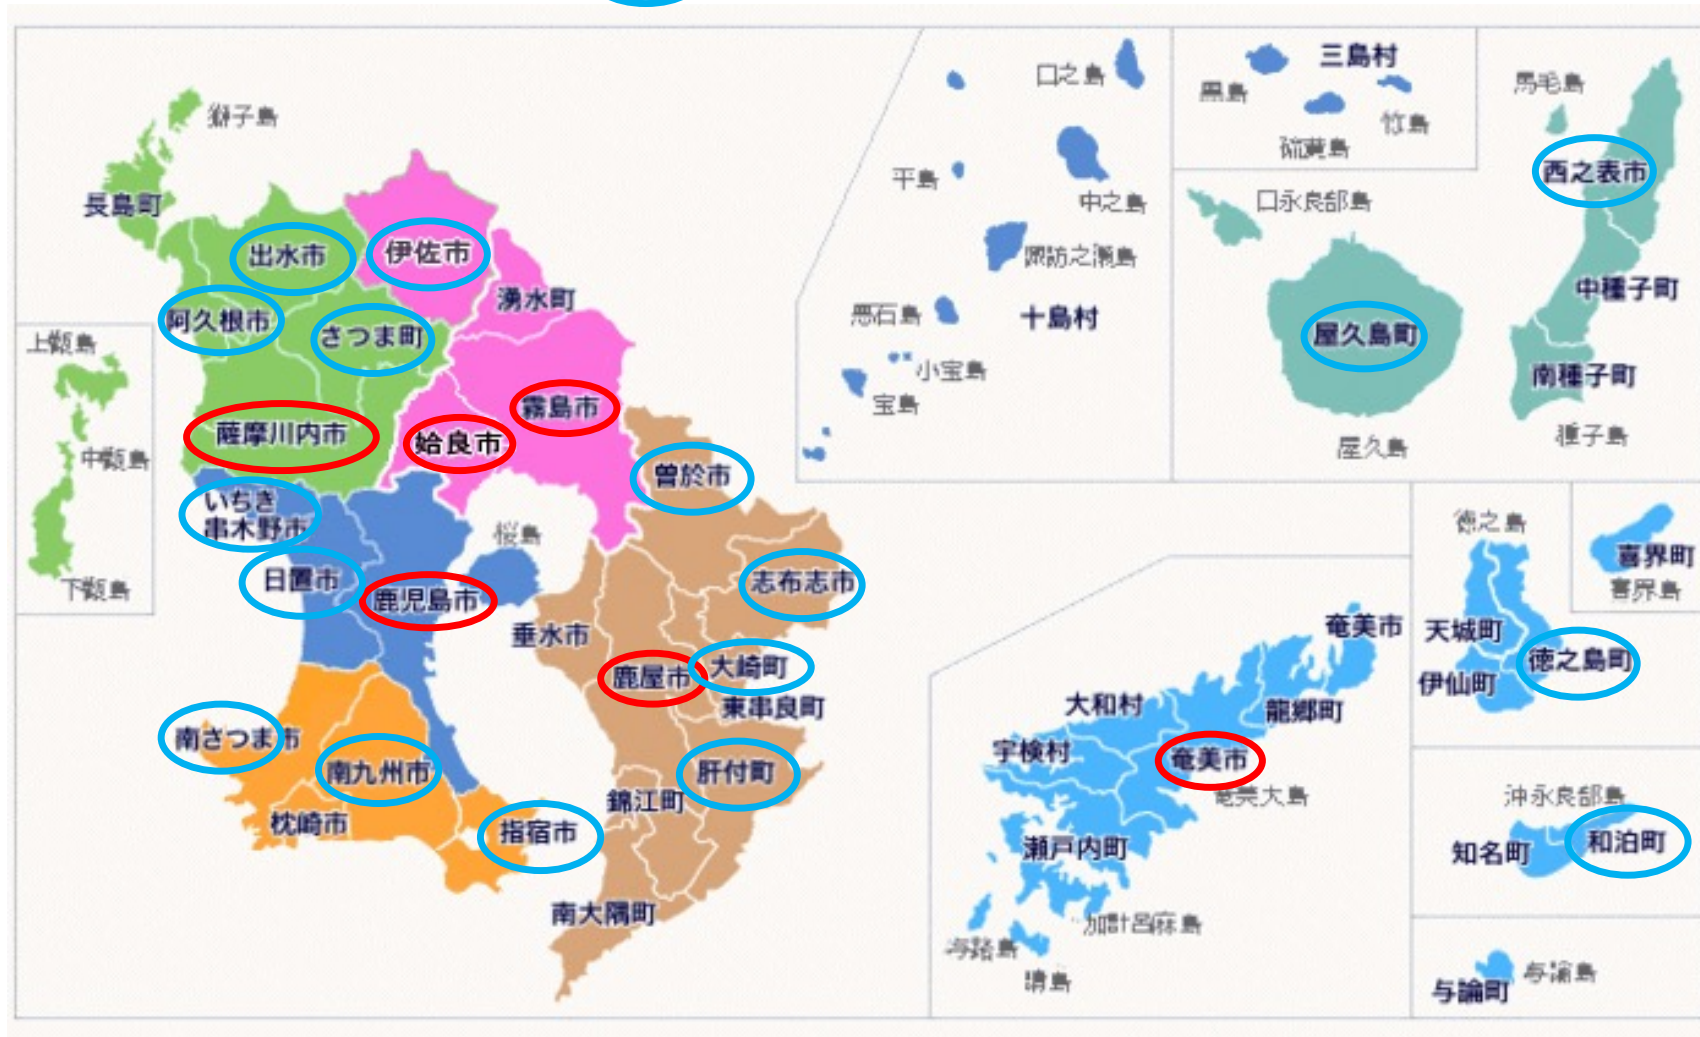 獅子島
長島町
出水市
伊佐市
湧水町
阿久根市
さつま町
上甑島
中甑島
下甑島
薩摩川内市
姶良市
霧島市
曽於市
いちき
串木野市
桜島
日置市
鹿児島市
志布志市
垂水市
鹿屋市
大崎町
東串良町
南さつま市
南九州市
肝付町
錦江町
枕崎市
指宿市
南大隅町
口之島
平島
中之島
諏訪之瀬島
悪石島
十島村
小宝島
宝島
三島村
黒島
竹島
硫黄島
馬毛島
西之表市
口永良部島
中種子町
屋久島町
南種子町
屋久島
種子島
徳之島
喜界町
喜界島
天城町
徳之島町
伊仙町
奄美市
龍郷町
大和村
宇検村
奄美市
奄美大島
瀬戸内町
加計呂麻島
与路島
請島
沖永良部島
知名町
和泊町
与論町
与論島